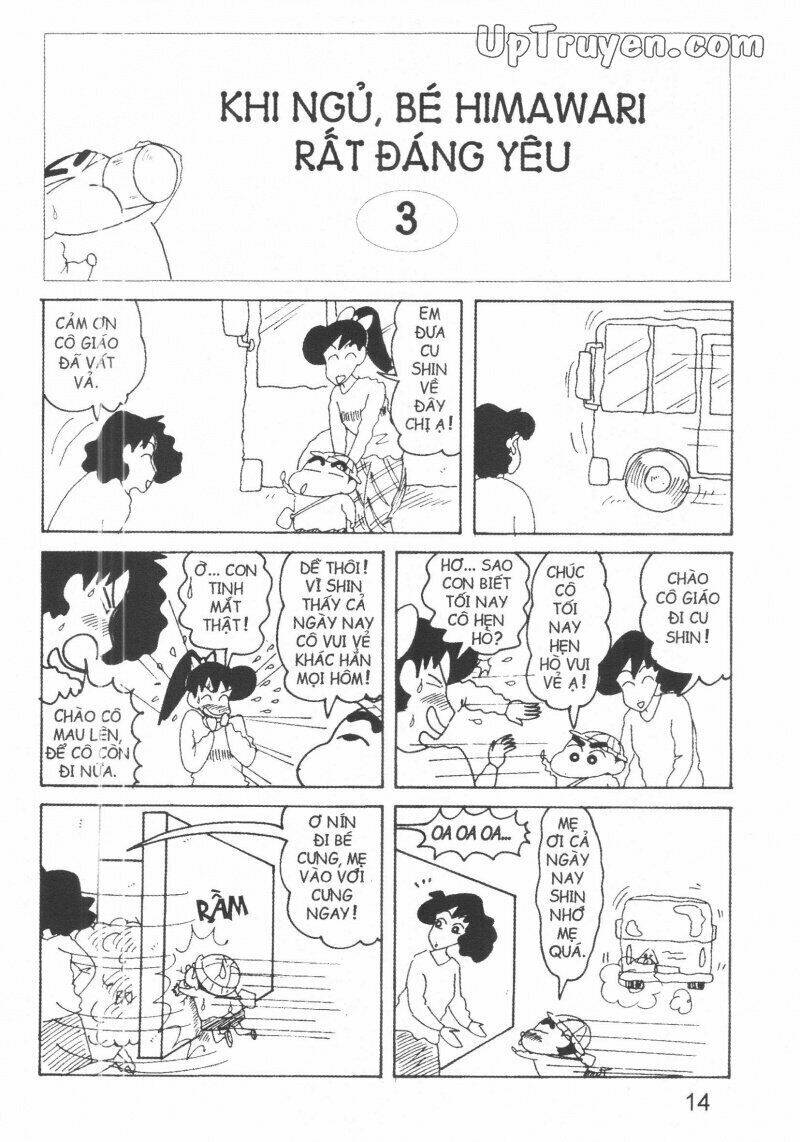 UpTruyen.com
KHI NGỦ, BÉ HIMAWARI
RẤT ĐÁNG YÊU
3
EM
ĐƯA
CU
SHIN
VỀ
ĐÂY
CHỊ Ạ!
CẢM ƠN
CÔ GIÁO
ĐÃ VẤT
VẢ.
CHÀO
CÔ GIÁO
ĐI CU
SHIN!
CHÚC
CÔ
TỐI
NAY
HẸN
HÒ VUI
VẺ Ạ!
HƠ... SAO
CON BIẾT
TỐI NAY
CÔ HẸN
HÒ?
DỄ THÔI!
VÌ SHIN
THẤY CẢ
NGÀY NAY
CÔ VUI VẺ
KHÁC HẲN
MỌI HÔM!
Ờ... CON
TINH
MẮT
THẬT!
CHÀO CÔ
MAU LÊN,
ĐỂ CÔ CÒN
ĐI NỮA.
MẸ
ƠI CẢ
NGÀY
NAY
SHIN
NHỚ
MẸ
QUÁ.
OA OA OA...
Ơ NÍN
ĐI BÉ
CƯNG, MẸ
VÀO VỚI
CƯNG
NGAY!
RẦM
14